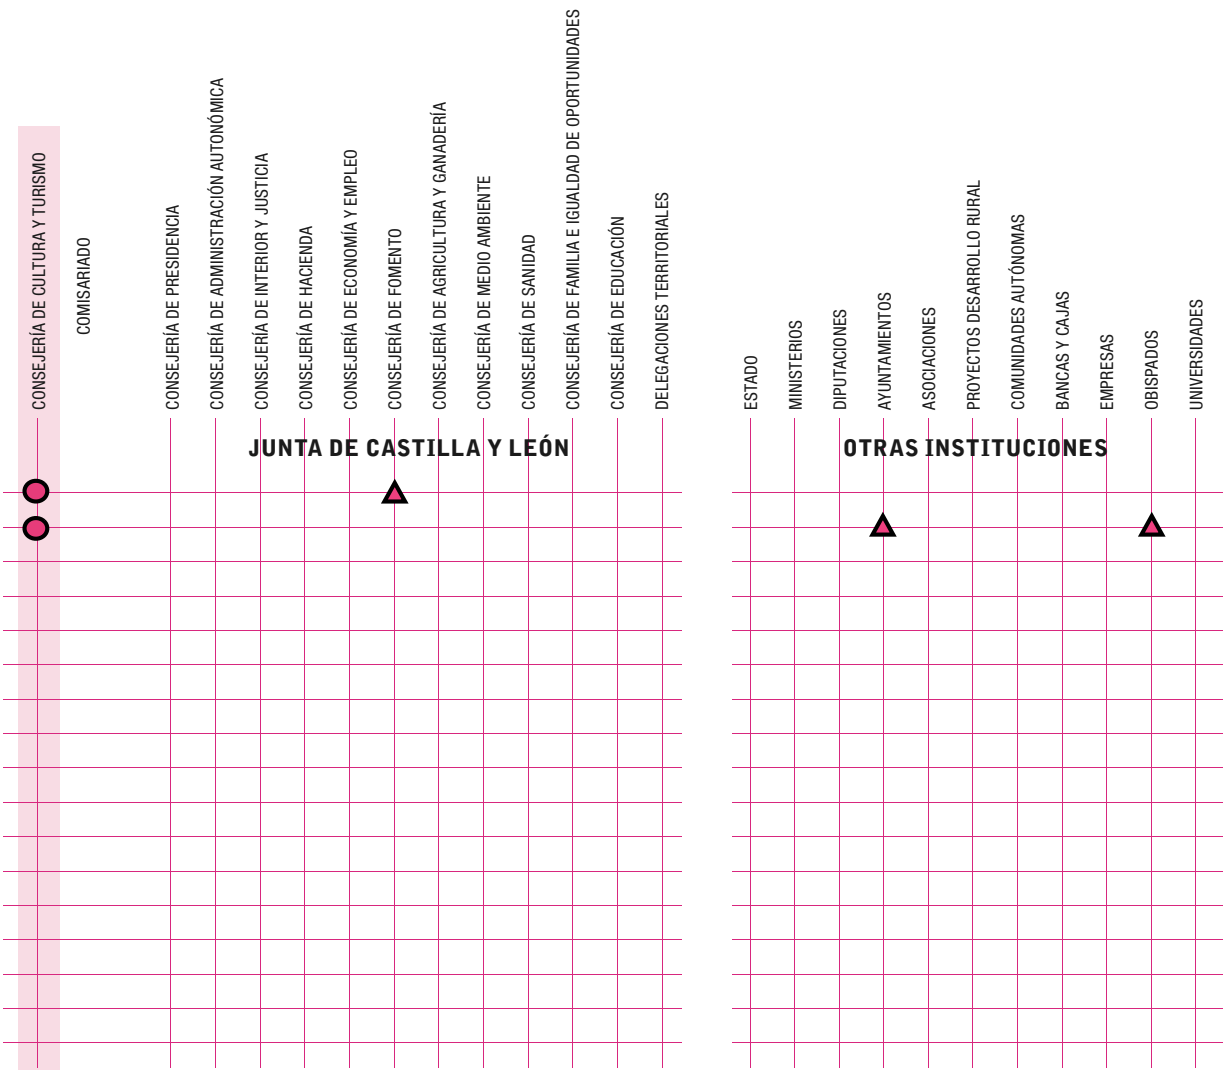 CONSEJERÍA DE CULTURA Y TURISMO
COMISARIADO
CONSEJERÍA DE PRESIDENCIA
CONSEJERÍA DE ADMINISTRACIÓN AUTONÓMICA
CONSEJERÍA DE INTERIOR Y JUSTICIA
CONSEJERÍA DE HACIENDA
CONSEJERÍA DE ECONOMÍA Y EMPLEO
CONSEJERÍA DE FOMENTO
CONSEJERÍA DE AGRICULTURA Y GANADERÍA
CONSEJERÍA DE MEDIO AMBIENTE
CONSEJERÍA DE SANIDAD
CONSEJERÍA DE FAMILIA E IGUALDAD DE OPORTUNIDADES
CONSEJERÍA DE EDUCACIÓN
DELEGACIONES TERRITORIALES
ESTADO
MINISTERIOS
DIPUTACIONES
AYUNTAMIENTOS
ASOCIACIONES
PROYECTOS DESARROLLO RURAL
COMUNIDADES AUTÓNOMAS
BANCAS Y CAJAS
EMPRESAS
OBISPADOS
UNIVERSIDADES
JUNTA DE CASTILLA Y LEÓN
OTRAS INSTITUCIONES